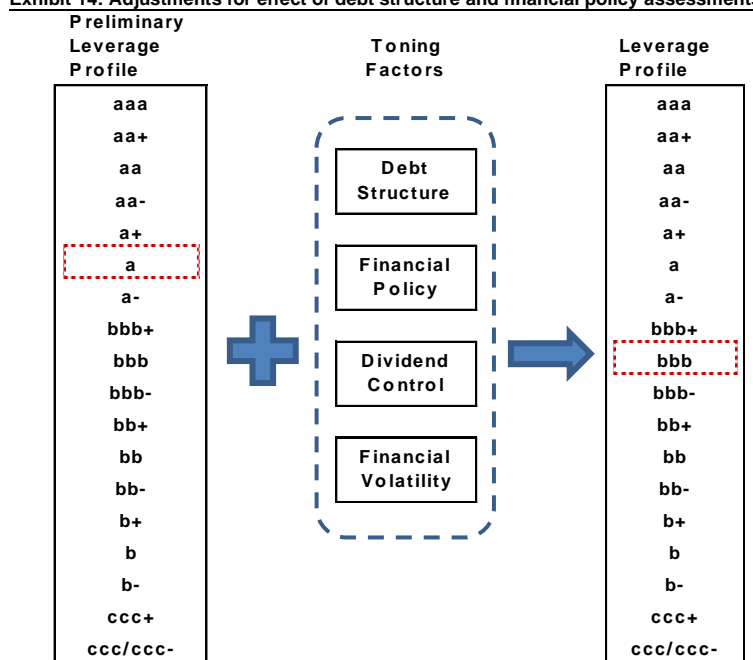 Exhibit 14: Adjustments for effect of debt structure and financial policy assessment
Preliminary
Leverage
Profile
aaa
aa+
aa
aa-
a+
a
a-
bbb+
bbb
bbb-
bb+
bb
bb-
b+
b
b-
ccc+
ccc/ccc-
Toning
Factors
Debt
Structure
Financial
Policy
Dividend
Control
Financial
Volatility
Leverage
Profile
aaa
aa+
aa
aa-
a+
a
a-
bbb+
bbb
bbb-
bb+
bb
bb-
b+
b
b-
ccc+
ccc/ccc-